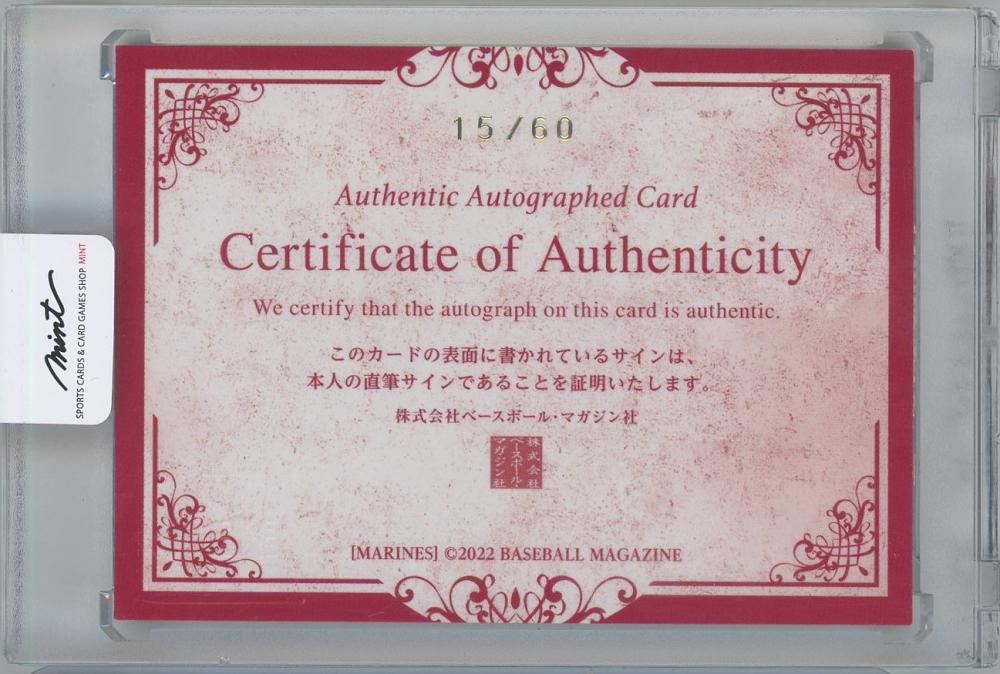 15/60
Authentic Autographed Card
Certificate of Authenticity
We certify that the autograph on this card is authentic.
このカードの表面に書かれているサインは、
本人の直筆サインであることを証明いたします。
株式会社ベースボール・マガジン社
株式会社
ベースボール・
マガジン社
[MARINES] ©2022 BASEBALL MAGAZINE
mint
SPORTS CARDS & CARD GAMES SHOP MINT